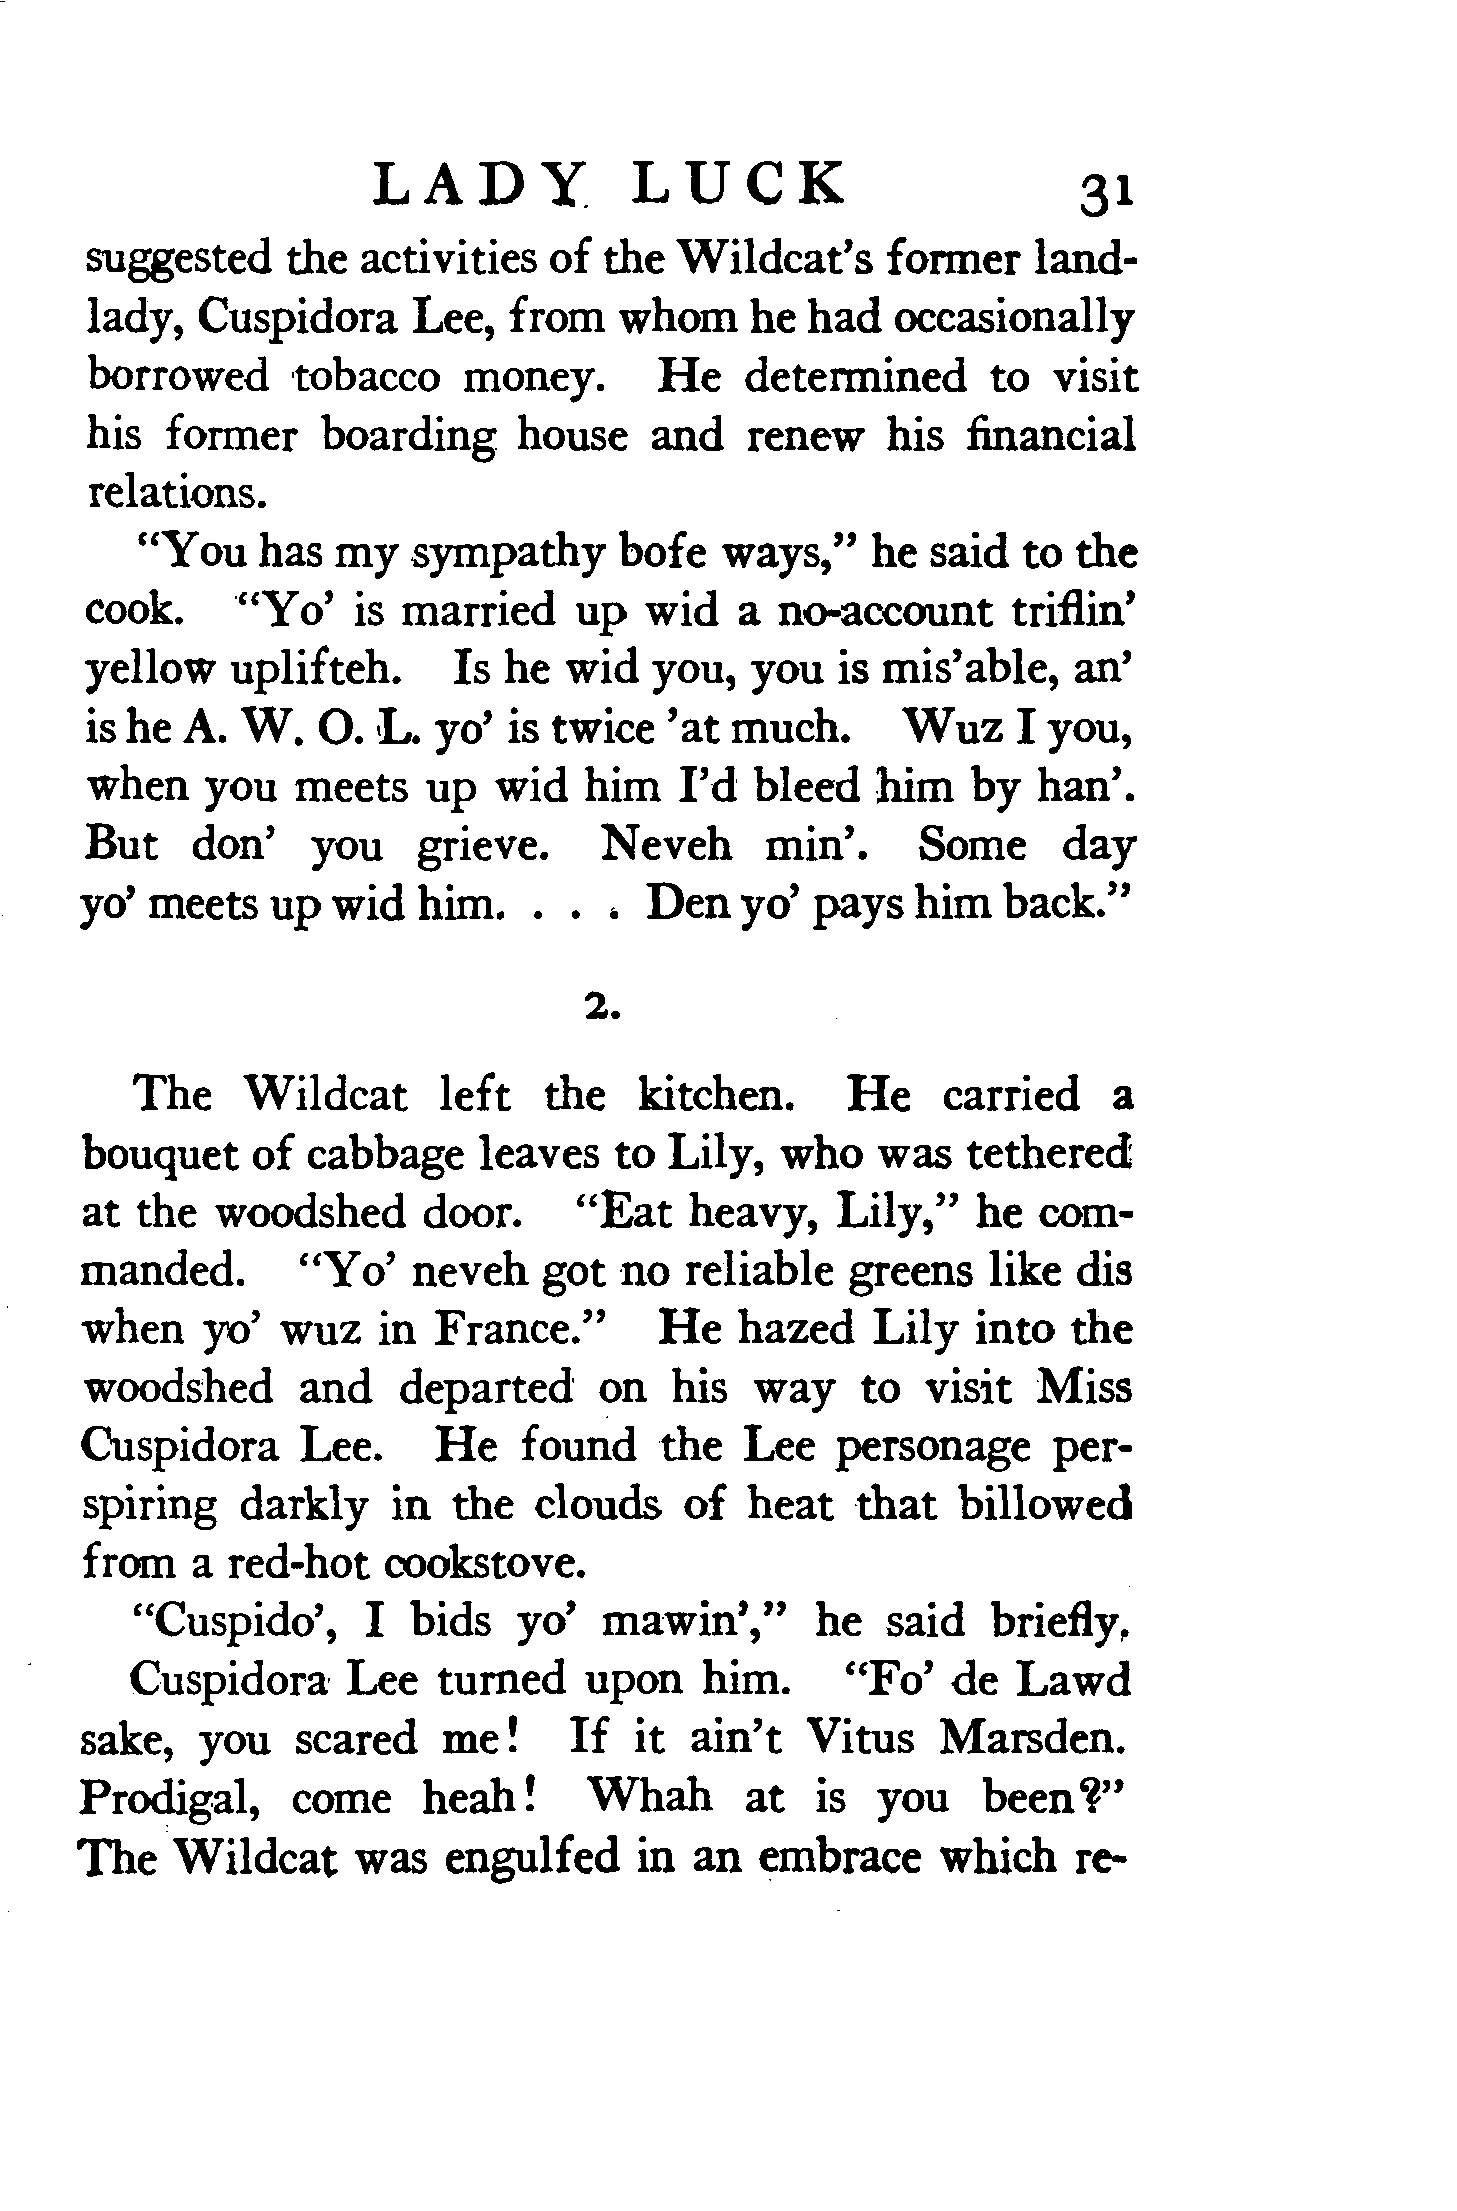 LADY LUCK 31
suggested the activities of the Wildcat's former land-
lady, Cuspidora Lee, from whom he had occasionally
borrowed tobacco money. He determined to visit
his former boarding house and renew his financial
relations.
"You has my sympathy bofe ways," he said to the
cook. "Yo' is married up wid a no-account triflin'
yellow uplifteh. Is he wid you, you is mis'able, an'
is he A. W. O. L. yo' is twice 'at much. Wuz I you,
when you meets up wid him I'd bleed him by han'.
But don' you grieve. Neveh min'. Some day
yo' meets up wid him. . . . Den yo' pays him back."
2.
The Wildcat left the kitchen. He carried a
bouquet of cabbage leaves to Lily, who was tethered
at the woodshed door. "Eat heavy, Lily," he com-
manded. "Yo' neveh got no reliable greens like dis
when yo' wuz in France." He hazed Lily into the
woodshed and departed on his way to visit Miss
Cuspidora Lee. He found the Lee personage per-
spiring darkly in the clouds of heat that billowed
from a red-hot cookstove.
"Cuspido', I bids yo' mawin'," he said briefly.
Cuspidora Lee turned upon him. "Fo' de Lawd
sake, you scared me! If it ain't Vitus Marsden.
Prodigal, come heah! Whah at is you been?"
The Wildcat was engulfed in an embrace which re-